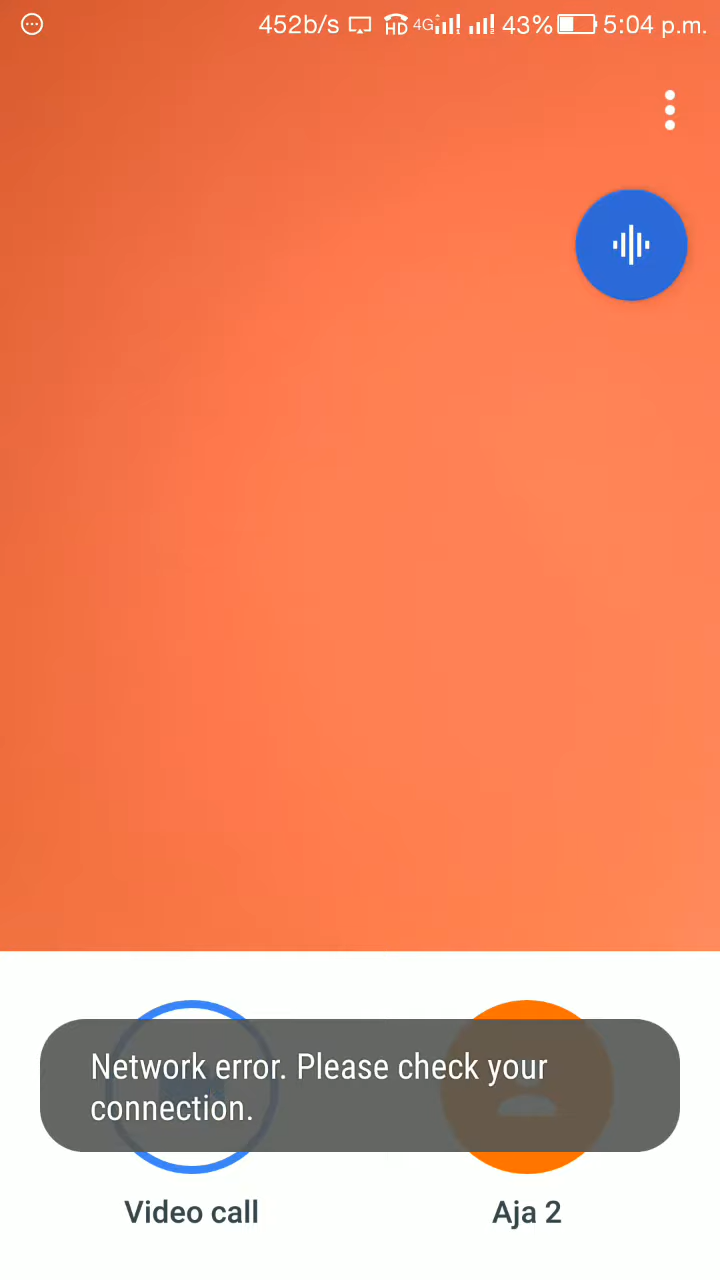 452b/s HD 4G 43% 5:04 p.m.
Network error. Please check your
connection.
Video call
Aja 2